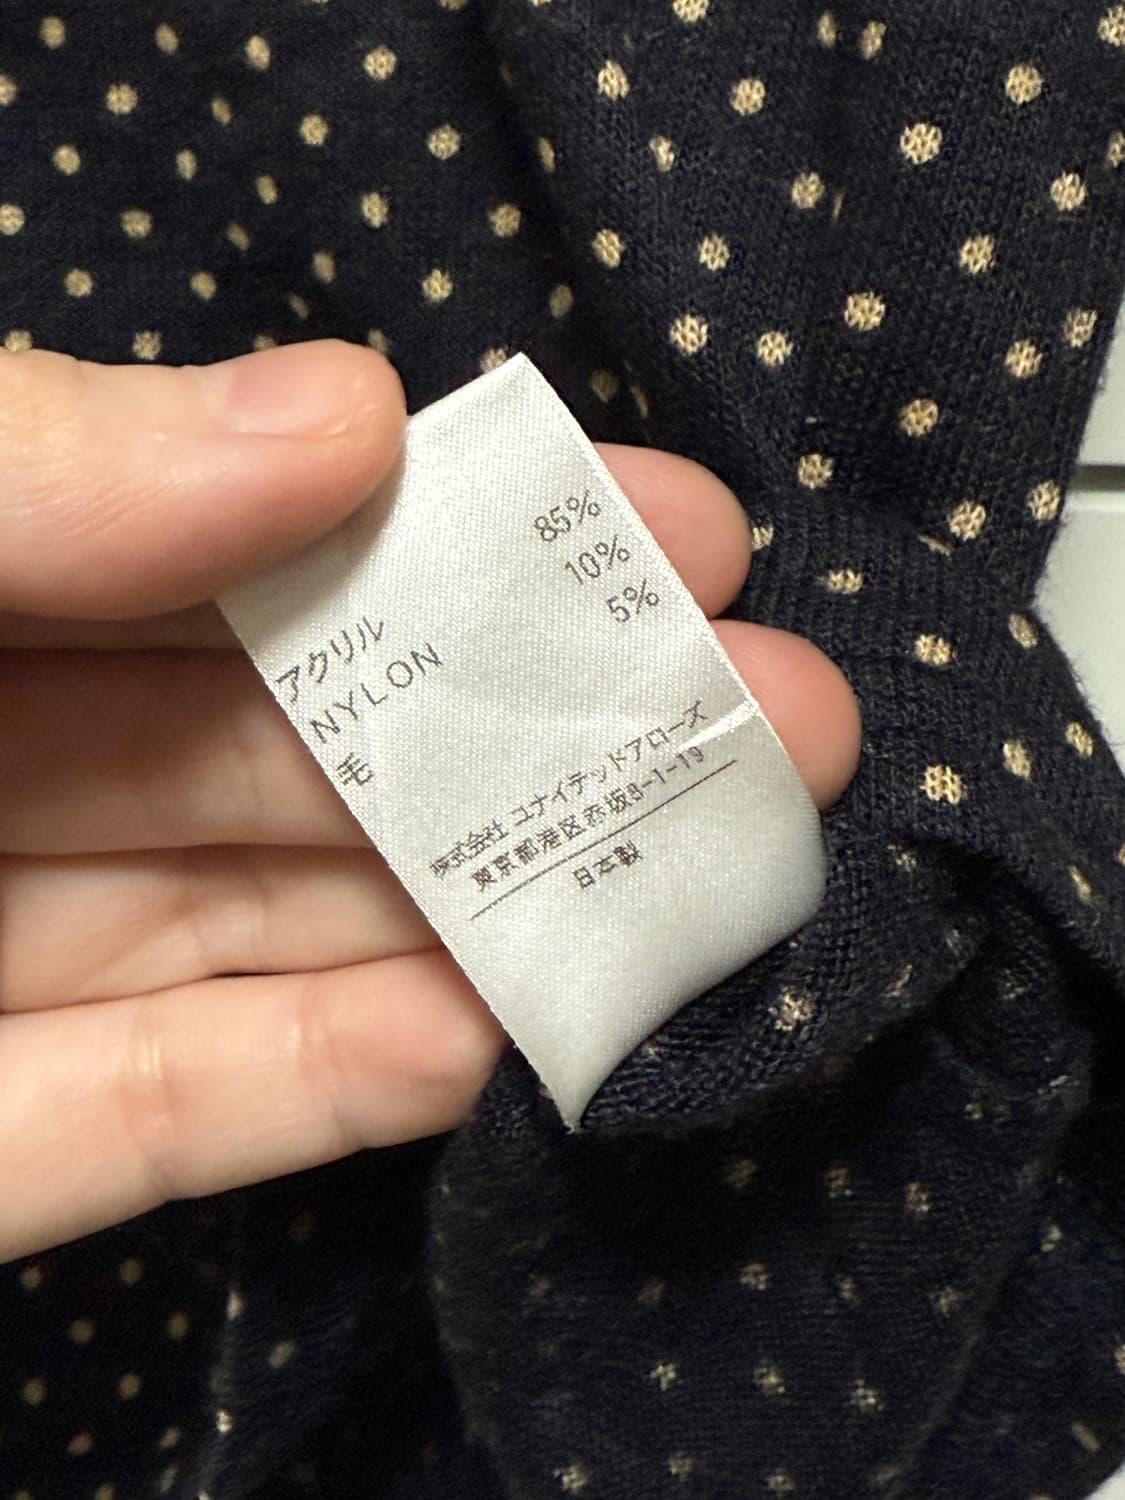 アクリル 85%
NYLON 10%
毛 5%
株式会社 ユナイテッドアローズ
東京都港区赤坂8-1-19
日本製